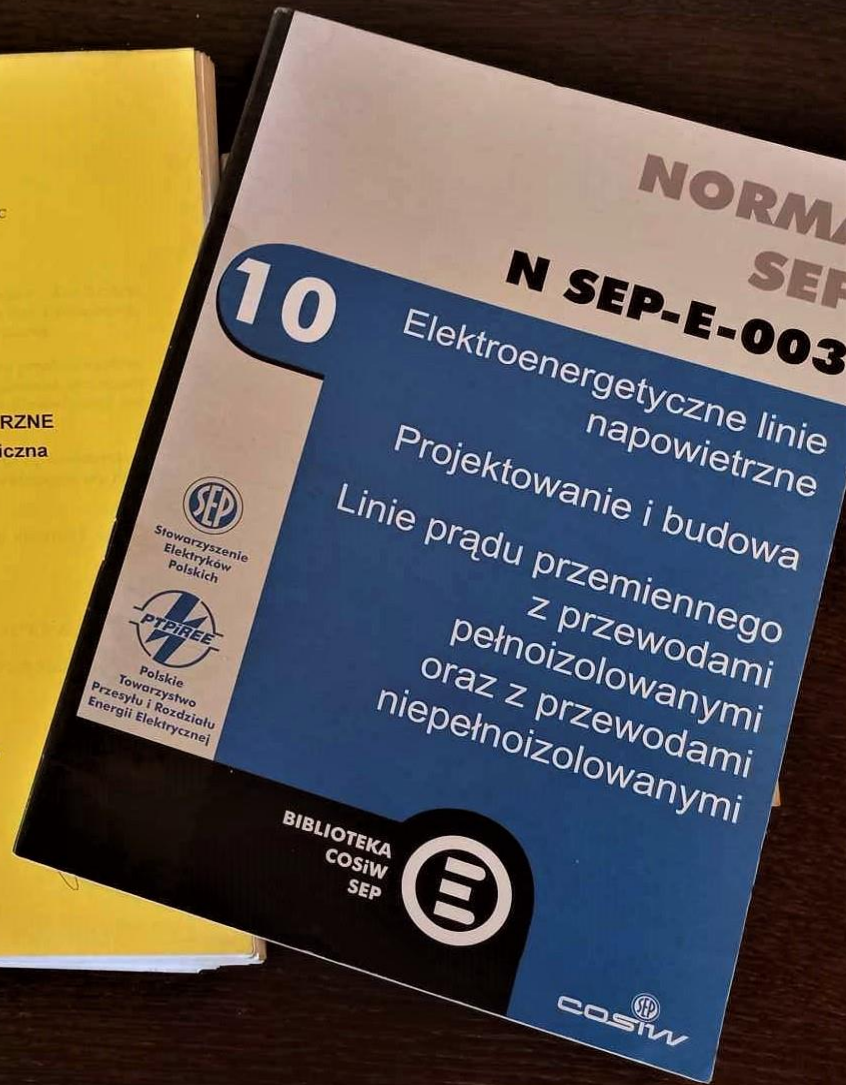 RZNE
iczna
NORMA
SEP
N SEP-E-003
10
Elektroenergetyczne linie
napowietrzne
Projektowanie i budowa
Linie prądu przemiennego
z przewodami
pełnoizolowanymi
oraz z przewodami
niepełnoizolowanymi
SEP
Stowarzyszenie
Elektryków
Polskich
PTPiREE
Polskie
Towarzystwo
Przesyłu i Rozdziału
Energii Elektrycznej
BIBLIOTEKA
COSiW
SEP
E
SEP
COSIW